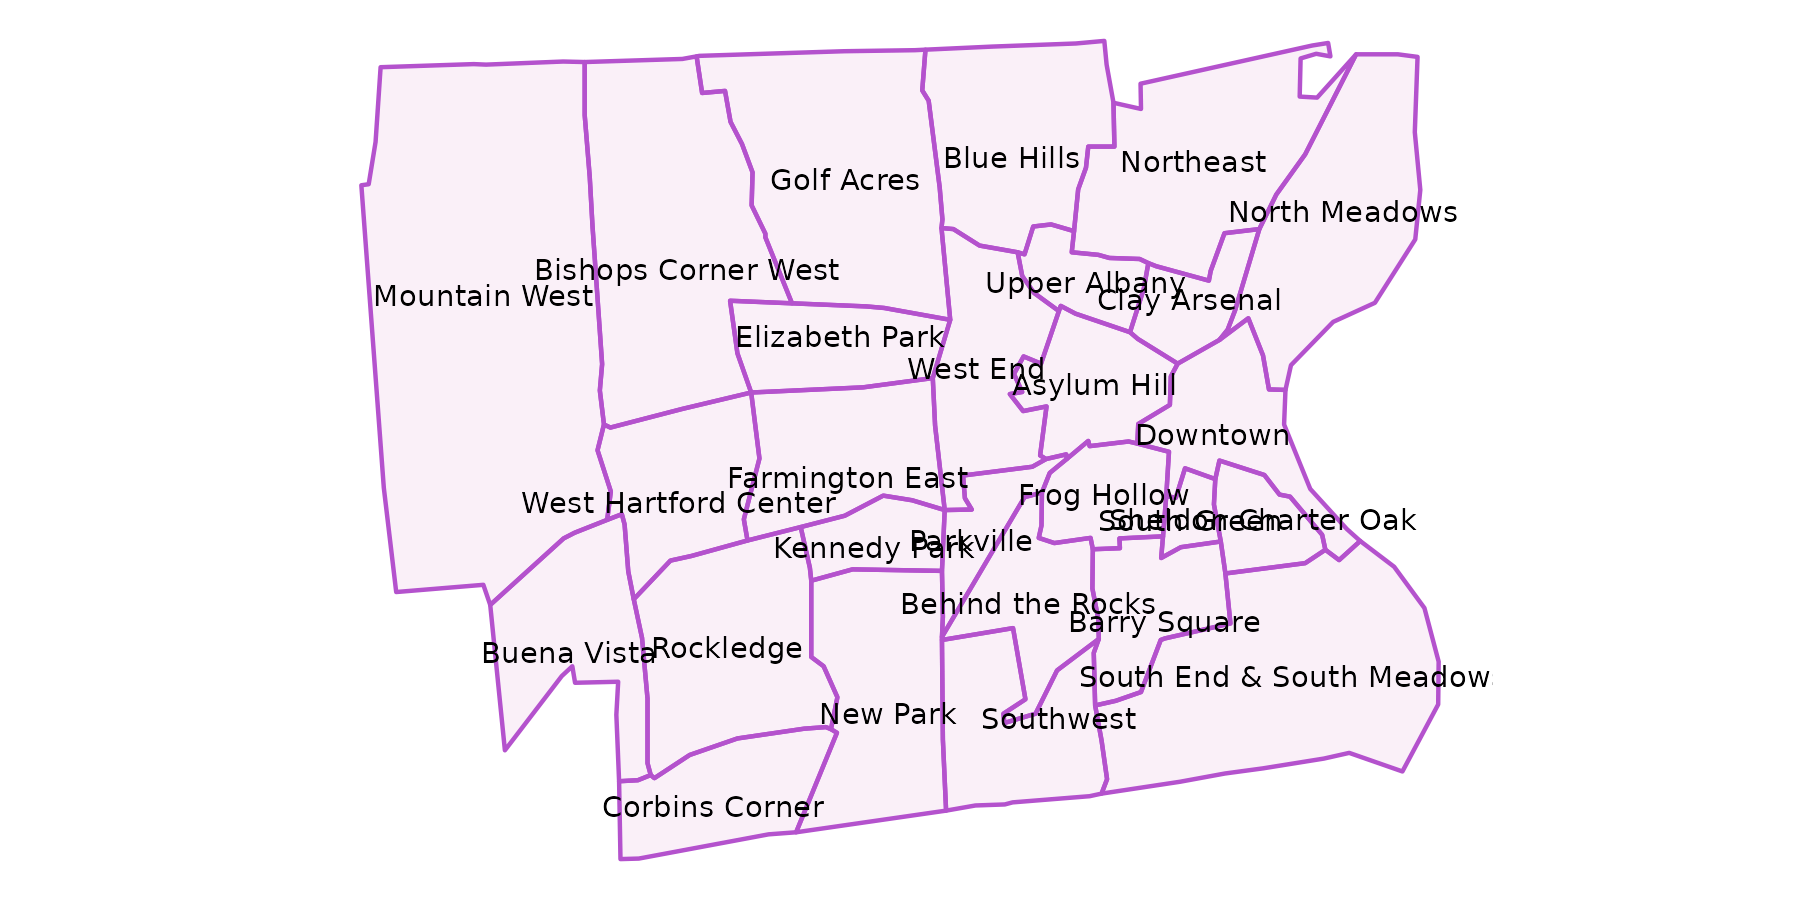 Blue Hills
Northeast
Golf Acres
North Meadows
Bishops Corner West
Upper Albany
Mountain West
Clay Arsenal
Elizabeth Park
West End
Asylum Hill
Downtown
Farmington East
Frog Hollow
West Hartford Center
South Green
Sheldon Charter Oak
Parkville
Kennedy Park
Behind the Rocks
Barry Square
Rockledge
Buena Vista
South End & South Meadows
New Park
Southwest
Corbins Corner